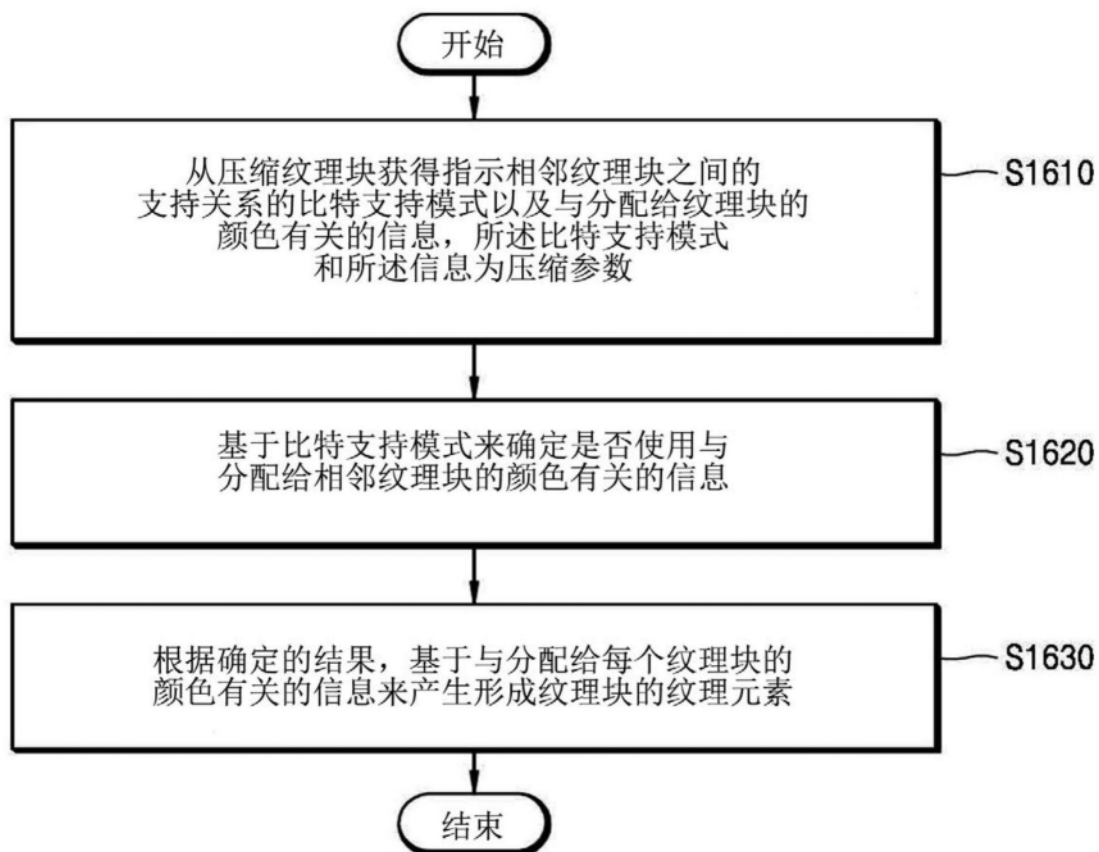 开始
从压缩纹理块获得指示相邻纹理块之间的
支持关系的比特支持模式以及与分配给纹理块的
颜色有关的信息，所述比特支持模式
和所述信息为压缩参数
S1610
基于比特支持模式来确定是否使用与
分配给相邻纹理块的颜色有关的信息
S1620
根据确定的结果，基于与分配给每个纹理块的
颜色有关的信息来产生形成纹理块的纹理元素
S1630
结束